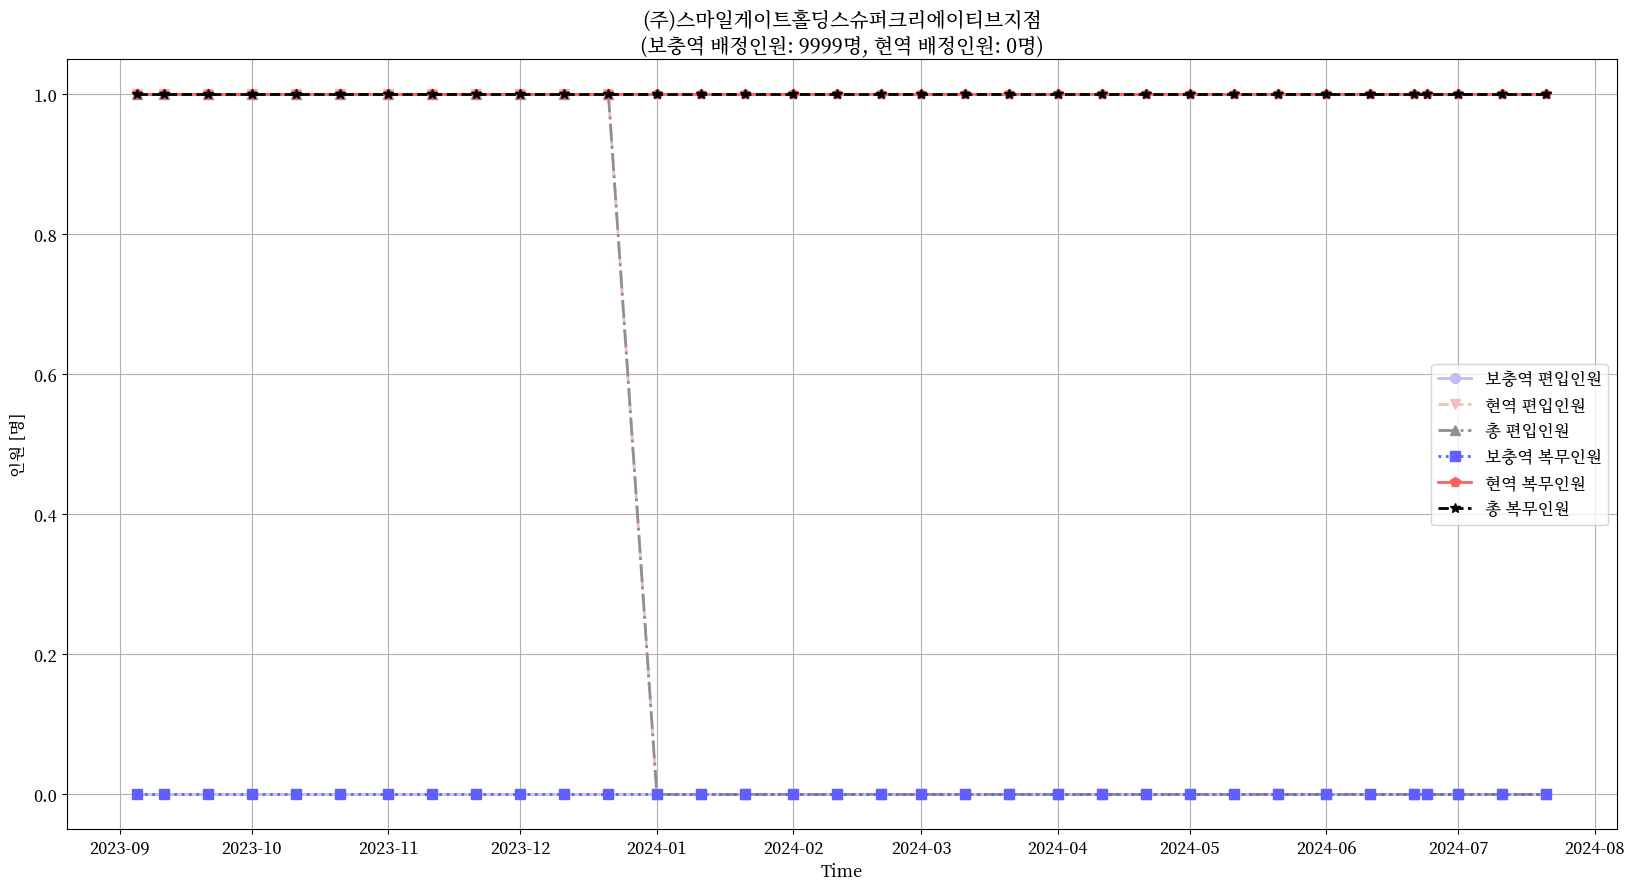 (주)스마일게이트홀딩스슈퍼크리에이티브지점
(보충역 배정인원: 9999명, 현역 배정인원: 0명)
인원 [명]
1.0
0.8
0.6
0.4
0.2
0.0
보충역 편입인원
현역 편입인원
총 편입인원
보충역 복무인원
현역 복무인원
총 복무인원
2023-09
2023-10
2023-11
2023-12
2024-01
2024-02
2024-03
2024-04
2024-05
2024-06
2024-07
2024-08
Time